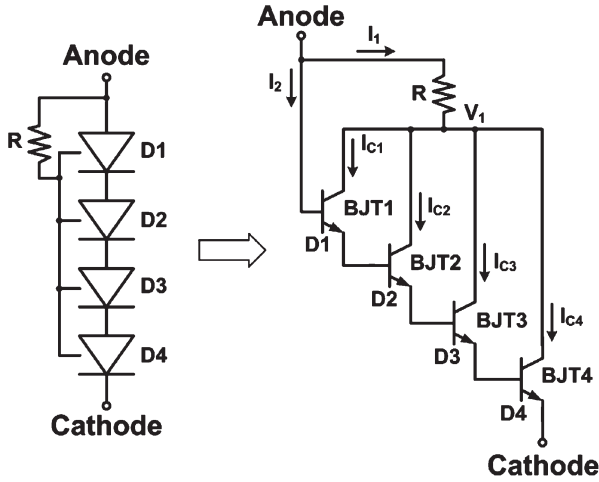 Anode
R
D1
D2
D3
D4
Cathode
Anode
I1
I2
R
V1
IC1
BJT1
D1
IC2
BJT2
D2
IC3
BJT3
D3
IC4
BJT4
D4
Cathode